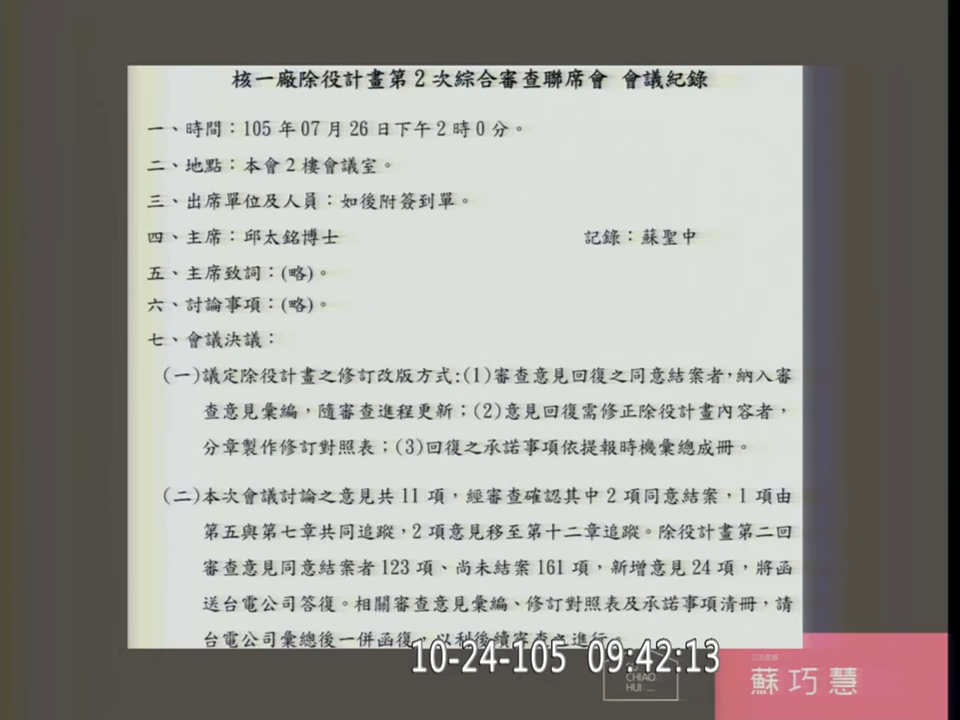 核一廠除役計畫第2次綜合審查聯席會 會議紀錄
一、時間：105年07月26日下午2時0分。
二、地點：本會2樓會議室。
三、出席單位及人員：如後附簽到單。
四、主席：邱太銘博士 記錄：蘇聖中
五、主席致詞：(略)。
六、討論事項：(略)。
七、會議決議：
(一)議定除役計畫之修訂改版方式:(1)審查意見回復之同意結案者，納入審
查意見彙編，隨審查進程更新；(2)意見回復需修正除役計畫內容者，
分章製作修訂對照表；(3)回復之承諾事項依提報時機彙總成冊。
(二)本次會議討論之意見共11項，經審查確認其中2項同意結案，1項由
第五與第七章共同追蹤，2項意見移至第十二章追蹤。除役計畫第二回
審查意見同意結案者123項、尚未結案161項，新增意見24項，將函
送台電公司答復。相關審查意見彙編、修訂對照表及承諾事項清冊，請
台電公司彙總後一併函復，以利後續審查之進行。
10-24-105 09:42:13
CHIAO
HUI
蘇巧慧